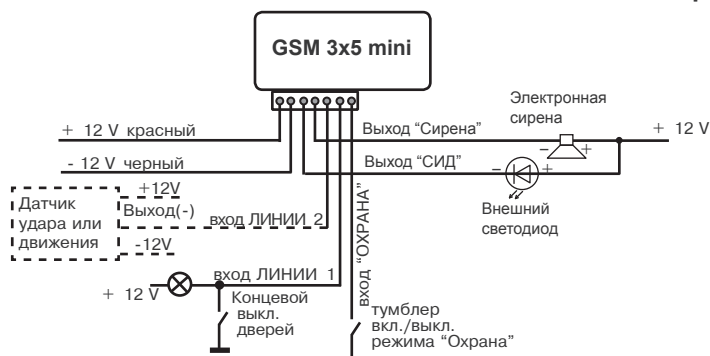 GSM 3x5 mini
Электронная
сирена
+ 12 V красный
Выход “Сирена”
- +
+ 12 V
- 12 V черный
Выход “СИД”
- +
Внешний
светодиод
Датчик
удара или
движения
+12V
Выход(-)
-12V
вход ЛИНИИ 2
вход ЛИНИИ 1
+ 12 V
Концевой
выкл.
дверей
вход “ОХРАНА”
тумблер
вкл./выкл.
режима “Охрана”